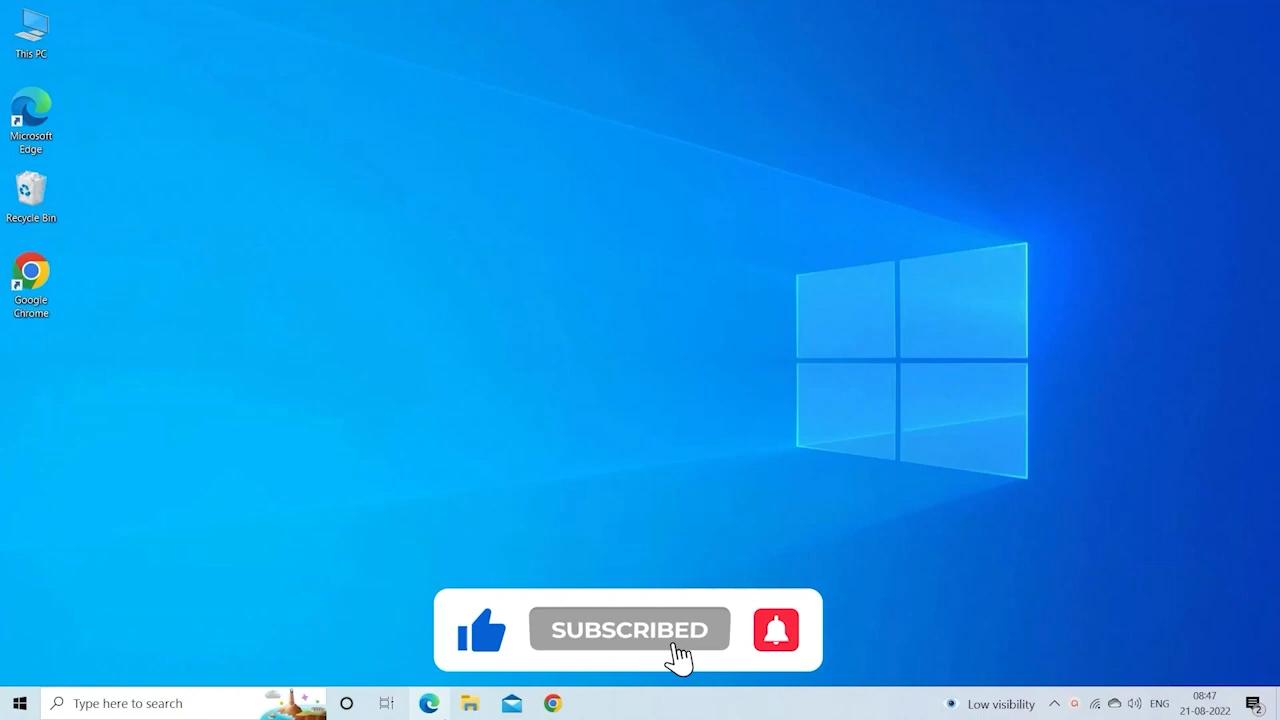 This PC
Microsoft
Edge
Recycle Bin
Google
Chrome
SUBSCRIBED
Type here to search
Low visibility
ENG
08:47
21-08-2022
2